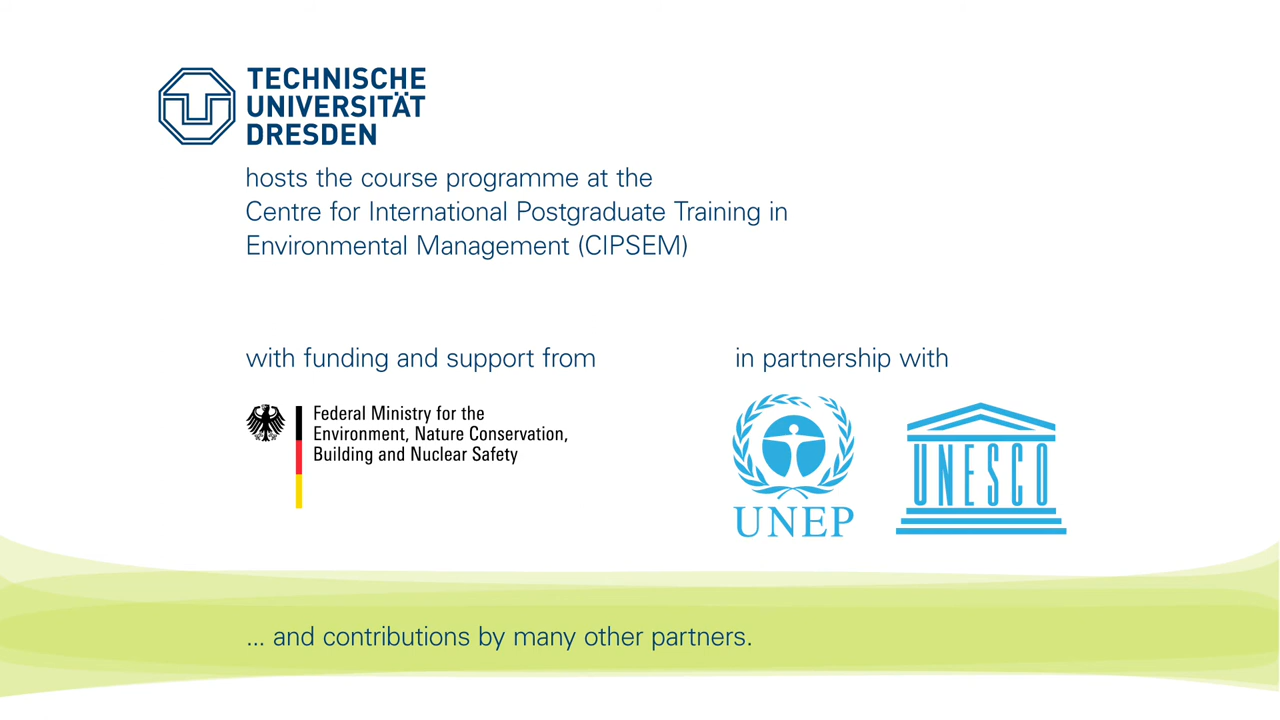 TECHNISCHE
UNIVERSITÄT
DRESDEN
hosts the course programme at the
Centre for International Postgraduate Training in
Environmental Management (CIPSEM)
with funding and support from
Federal Ministry for the
Environment, Nature Conservation,
Building and Nuclear Safety
in partnership with
UNEP
UNESCO
... and contributions by many other partners.